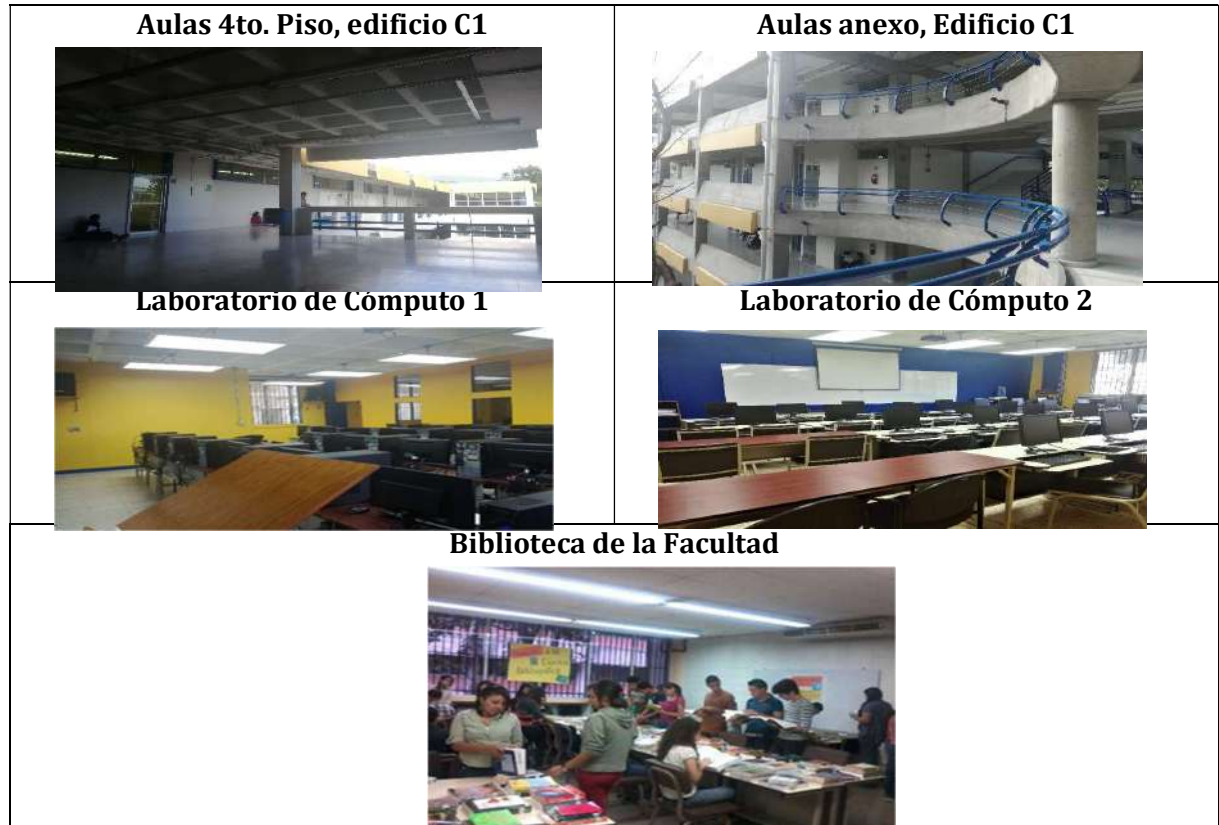 Aulas 4to. Piso, edificio C1
Aulas anexo, Edificio C1
Laboratorio de Cómputo 1
Laboratorio de Cómputo 2
Biblioteca de la Facultad